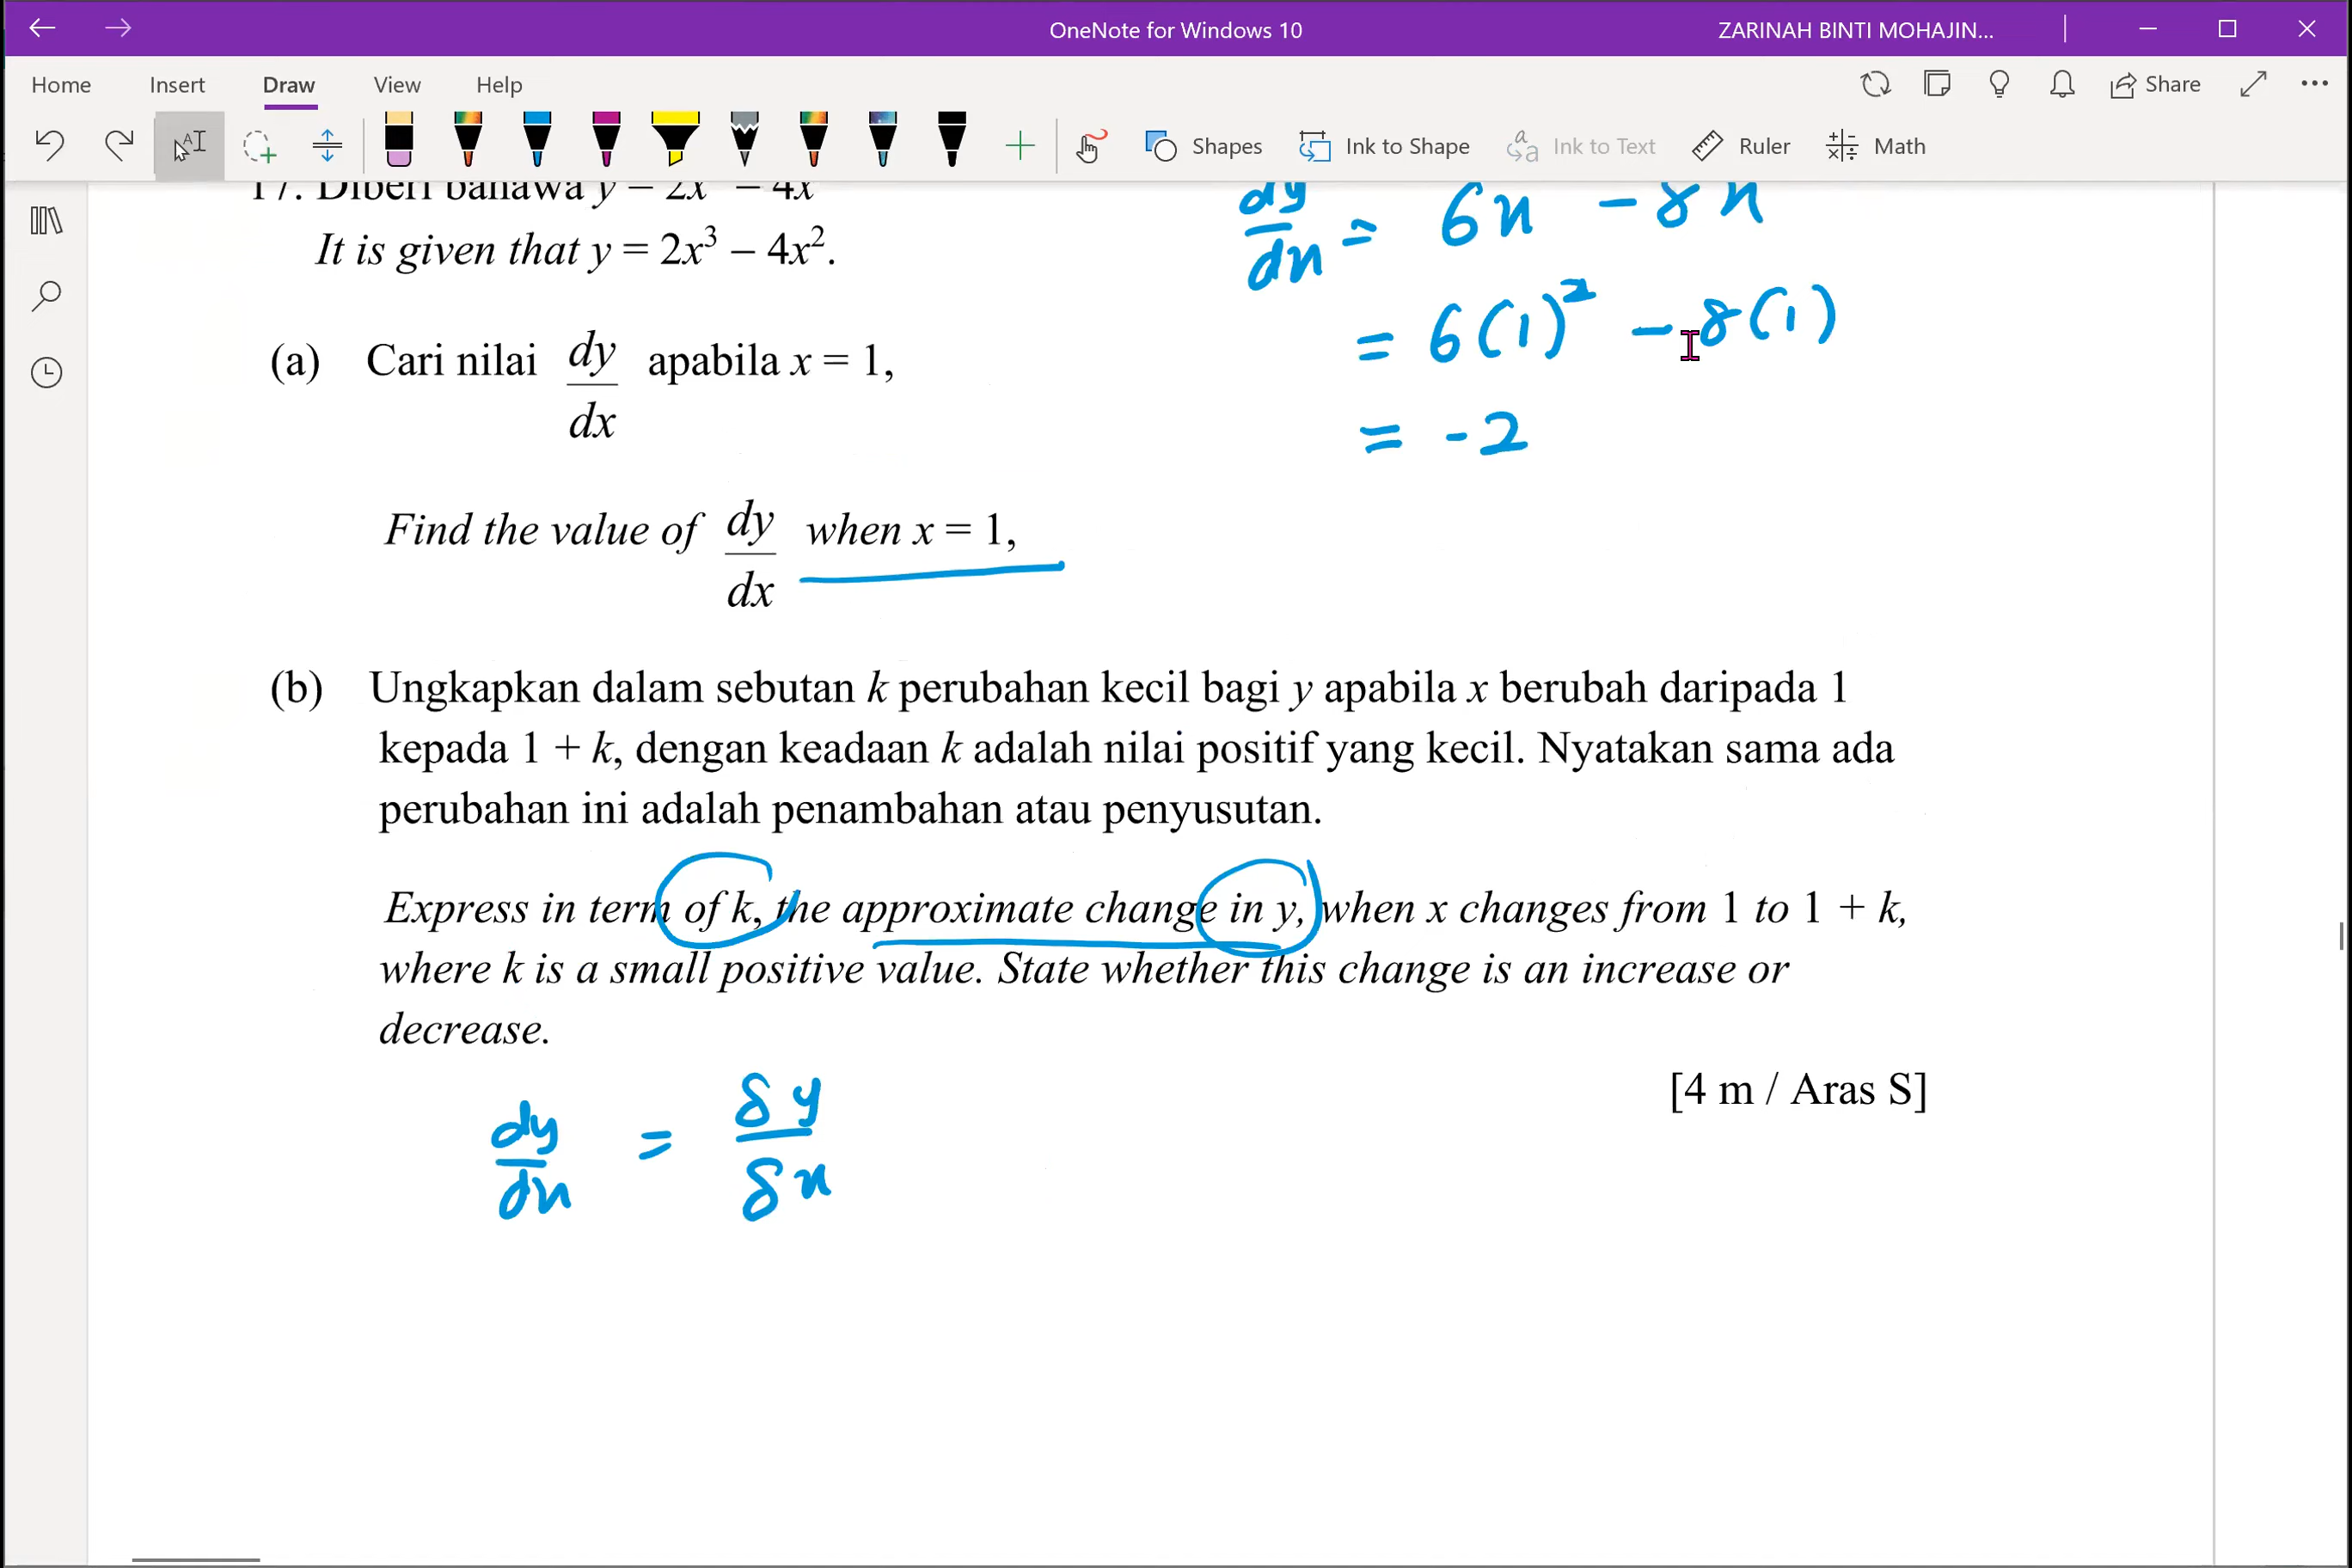 OneNote for Windows 10
ZARINAH BINTI MOHAJIN...
Home Insert Draw View Help
Share
Shapes Ink to Shape Ink to Text Ruler Math
17. Diberi bahawa y = 2x – 4x
It is given that y = 2x³ – 4x².
dy/dx = 6x – 8x
= 6(1)² – 8(1)
= -2
(a) Cari nilai dy/dx apabila x = 1,
Find the value of dy/dx when x = 1,
(b) Ungkapkan dalam sebutan k perubahan kecil bagi y apabila x berubah daripada 1
kepada 1 + k, dengan keadaan k adalah nilai positif yang kecil. Nyatakan sama ada
perubahan ini adalah penambahan atau penyusutan.
Express in term of k, the approximate change in y, when x changes from 1 to 1 + k,
where k is a small positive value. State whether this change is an increase or
decrease.
[4 m / Aras S]
dy/dx = δy/δx